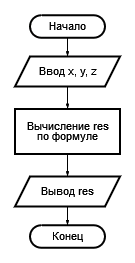 Начало
Ввод x, y, z
Вычисление res
по формуле
Вывод res
Конец